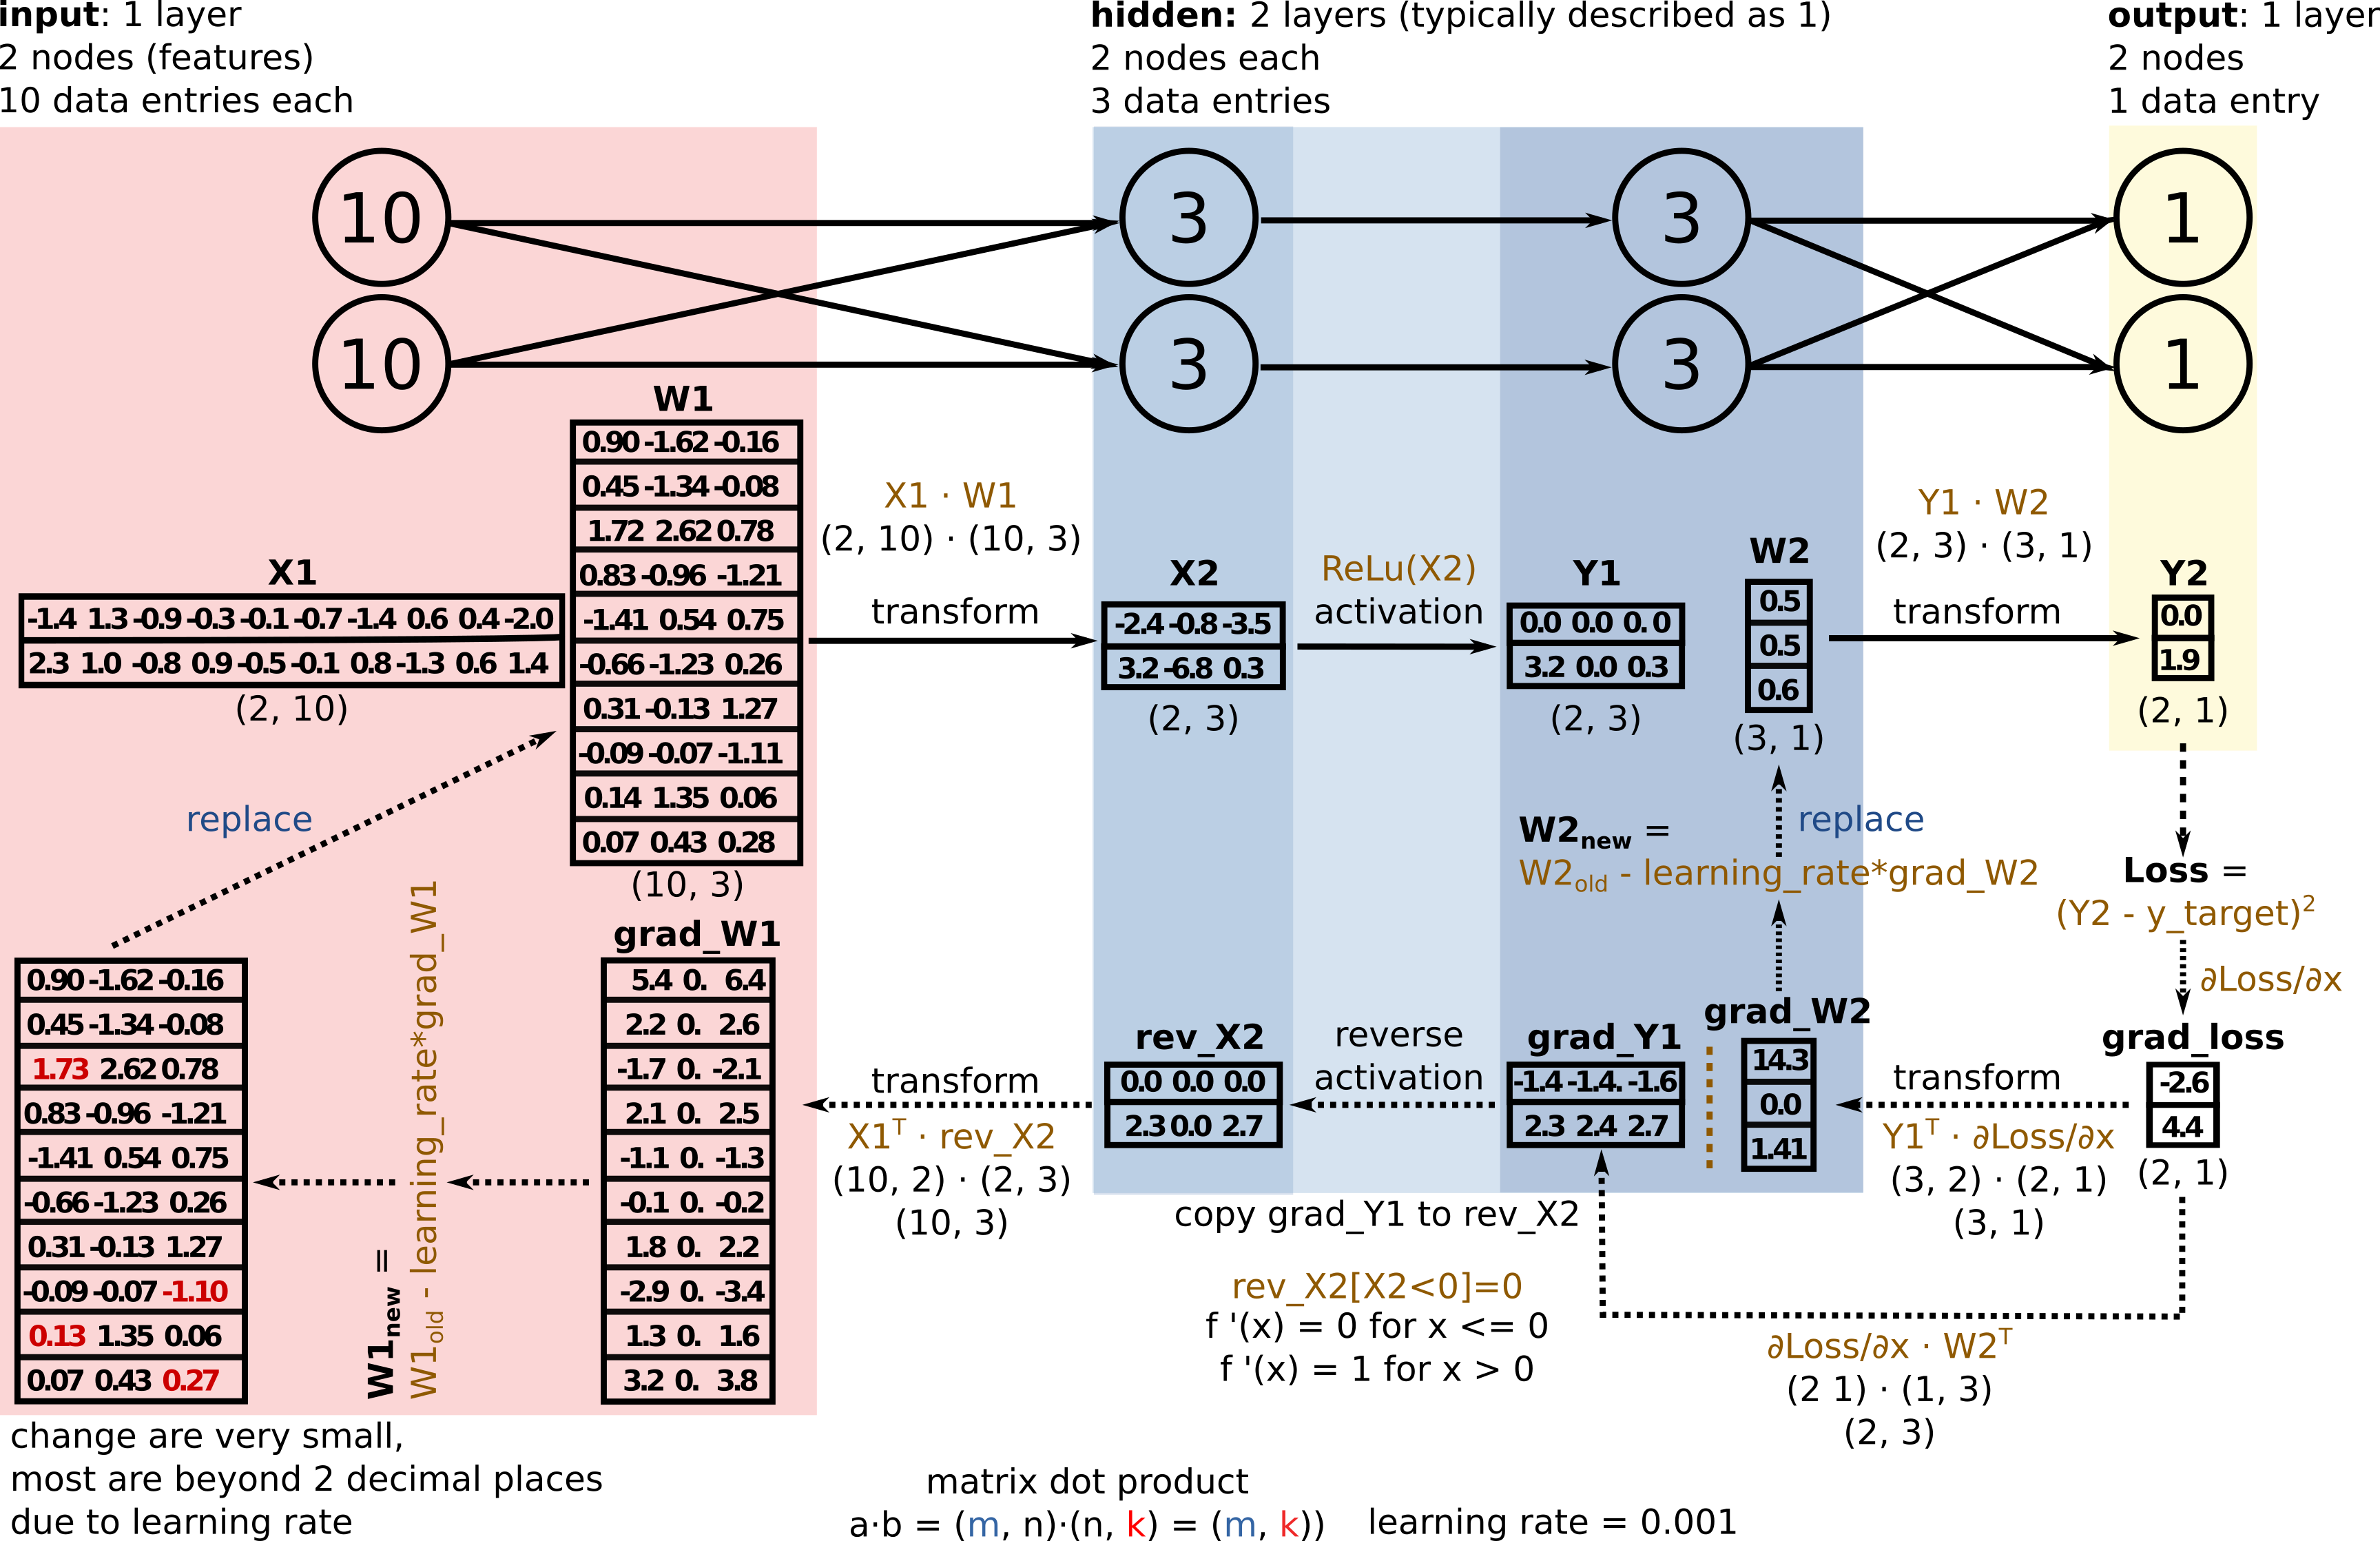 input: 1 layer
2 nodes (features)
10 data entries each
hidden: 2 layers (typically described as 1)
2 nodes each
3 data entries
output: 1 layer
2 nodes
1 data entry
10
10
3
3
3
3
1
1
X1
-1.4 1.3 -0.9 -0.3 -0.1 -0.7 -1.4 0.6 0.4 -2.0
2.3 1.0 -0.8 0.9 -0.5 -0.1 0.8 -1.3 0.6 1.4
(2, 10)
W1
0.90 -1.62 -0.16
0.45 -1.34 -0.08
1.72 2.62 0.78
0.83 -0.96 -1.21
-1.41 0.54 0.75
-0.66 -1.23 0.26
0.31 -0.13 1.27
-0.09 -0.07 -1.11
0.14 1.35 0.06
0.07 0.43 0.28
(10, 3)
X1 · W1
(2, 10) · (10, 3)
transform
X2
-2.4 -0.8 -3.5
3.2 -6.8 0.3
(2, 3)
ReLu(X2)
activation
Y1
0.0 0.0 0.0
3.2 0.0 0.3
(2, 3)
W2
0.5
0.5
0.6
(3, 1)
Y1 · W2
(2, 3) · (3, 1)
transform
Y2
0.0
1.9
(2, 1)
Loss =
(Y2 - y_target)²
∂Loss/∂x
grad_loss
-2.6
4.4
(2, 1)
transform
Y1ᵀ · ∂Loss/∂x
(3, 2) · (2, 1)
(3, 1)
grad_W2
14.3
0.0
1.41
replace
W2new =
W2old - learning_rate*grad_W2
∂Loss/∂x · W2ᵀ
(2 1) · (1, 3)
(2, 3)
grad_Y1
-1.4 -1.4. -1.6
2.3 2.4 2.7
reverse
activation
rev_X2
0.0 0.0 0.0
2.3 0.0 2.7
copy grad_Y1 to rev_X2
rev_X2[X2<0]=0
f '(x) = 0 for x <= 0
f '(x) = 1 for x > 0
transform
X1ᵀ · rev_X2
(10, 2) · (2, 3)
(10, 3)
grad_W1
5.4 0. 6.4
2.2 0. 2.6
-1.7 0. -2.1
2.1 0. 2.5
-1.1 0. -1.3
-0.1 0. -0.2
1.8 0. 2.2
-2.9 0. -3.4
1.3 0. 1.6
3.2 0. 3.8
W1new =
W1old - learning_rate*grad_W1
replace
0.90 -1.62 -0.16
0.45 -1.34 -0.08
1.73 2.62 0.78
0.83 -0.96 -1.21
-1.41 0.54 0.75
-0.66 -1.23 0.26
0.31 -0.13 1.27
-0.09 -0.07 -1.10
0.13 1.35 0.06
0.07 0.43 0.27
change are very small,
most are beyond 2 decimal places
due to learning rate
matrix dot product
a·b = (m, n)·(n, k) = (m, k))
learning rate = 0.001